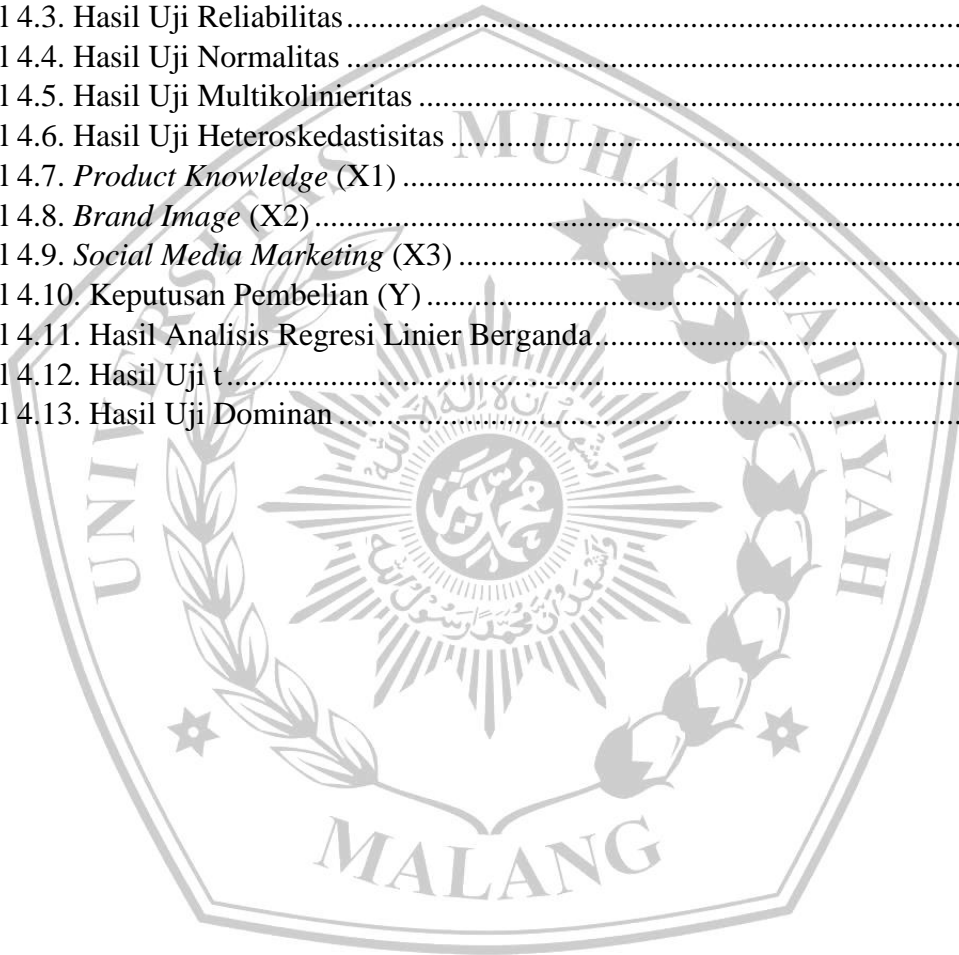 l 4.3. Hasil Uji Reliabilitas
l 4.4. Hasil Uji Normalitas
l 4.5. Hasil Uji Multikolinieritas
l 4.6. Hasil Uji Heteroskedastisitas
l 4.7. Product Knowledge (X1)
l 4.8. Brand Image (X2)
l 4.9. Social Media Marketing (X3)
l 4.10. Keputusan Pembelian (Y)
l 4.11. Hasil Analisis Regresi Linier Berganda
l 4.12. Hasil Uji t
l 4.13. Hasil Uji Dominan
UNIVERSITAS MUHAMMADIYAH
MALANG